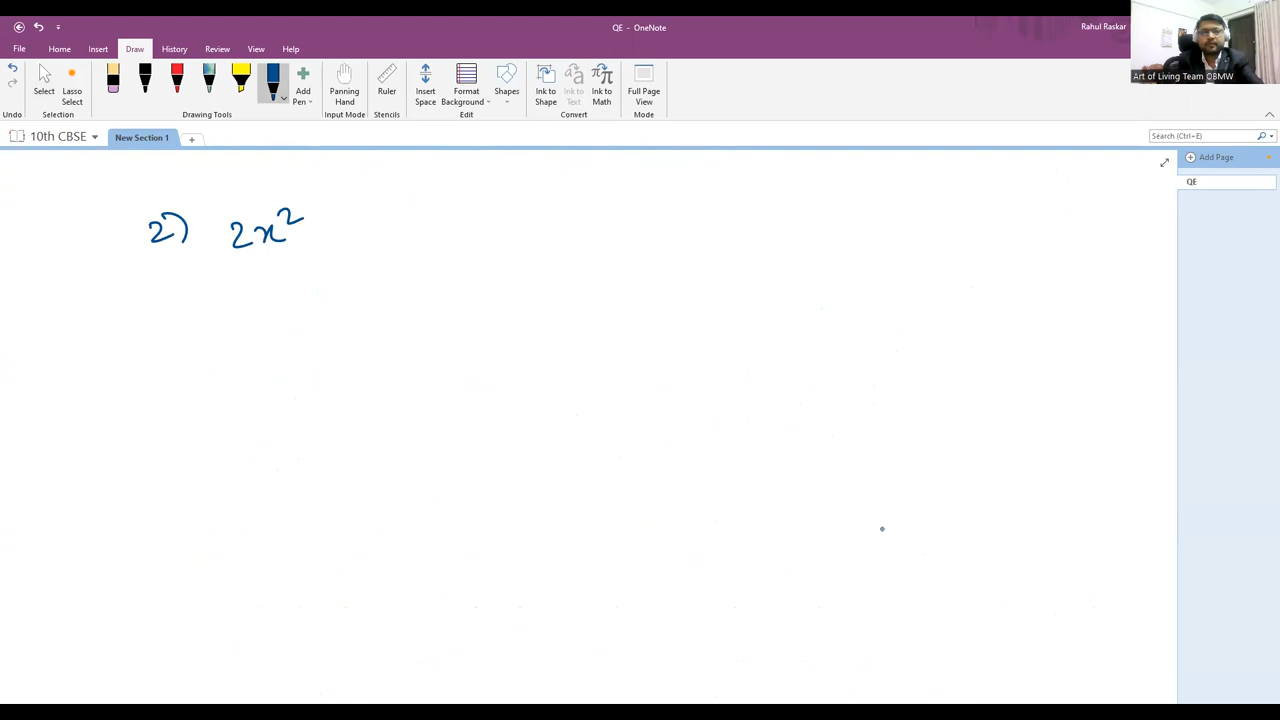 QE - OneNote
Rahul Raskar
File Home Insert Draw History Review View Help
Select Lasso Select Add Pen Panning Hand Ruler Insert Space Format Background Shapes Ink to Shape Ink to Text Ink to Math Full Page View
Undo Selection Drawing Tools Input Mode Stencils Edit Convert Mode
Art of Living Team OBMW
10th CBSE New Section 1 Search (Ctrl+E)
Add Page
QE
2) 2x²